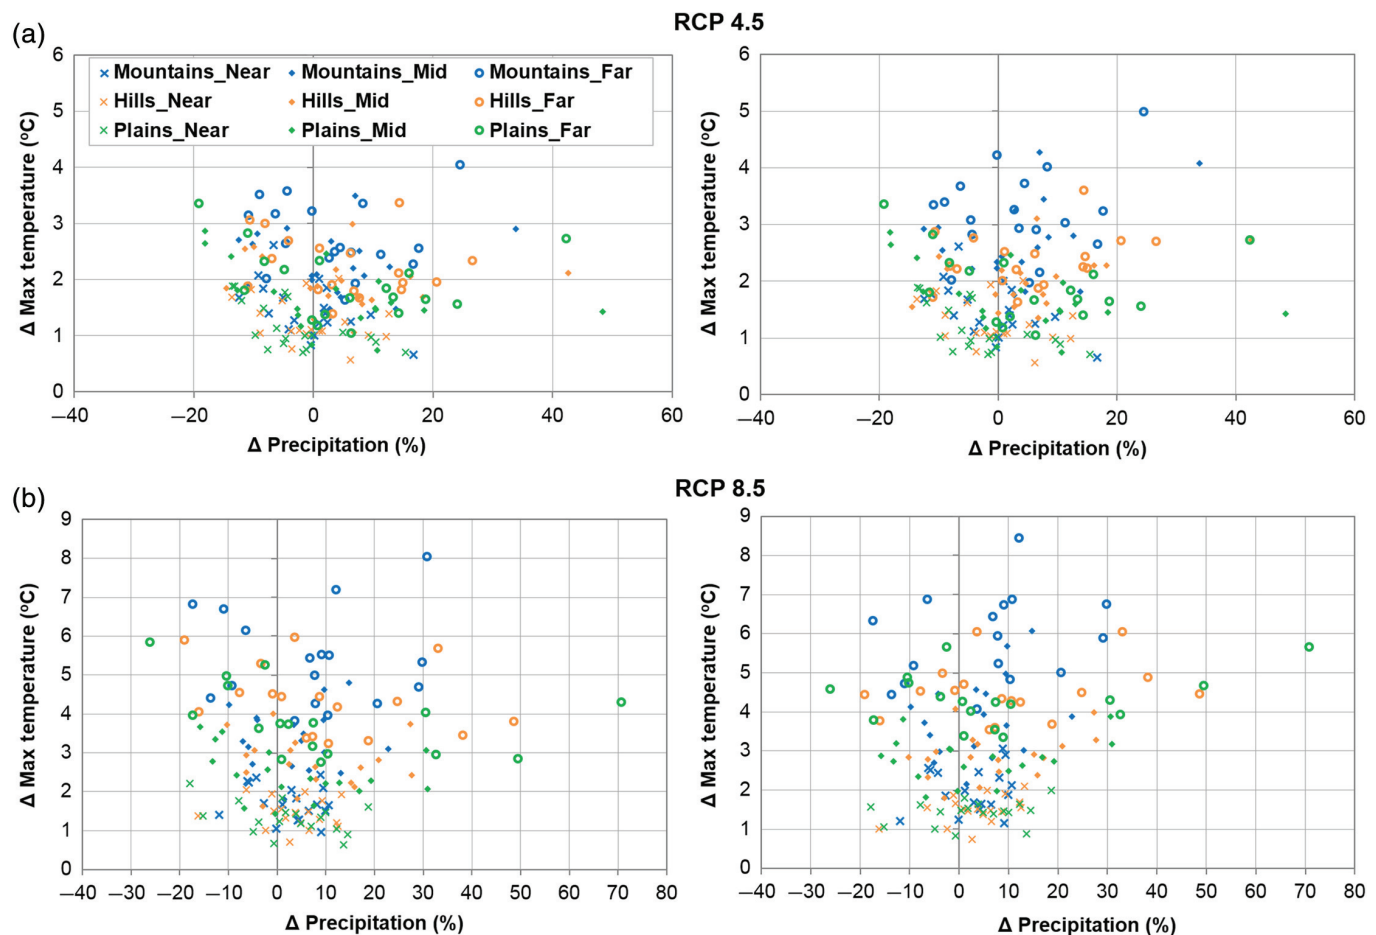 RCP 4.5
(a)
6
5
4
3
2
1
0
Δ Max temperature (°C)
Mountains_Near Mountains_Mid Mountains_Far
Hills_Near Hills_Mid Hills_Far
Plains_Near Plains_Mid Plains_Far
—40 —20 0 20 40 60
Δ Precipitation (%)
6
5
4
3
2
1
0
Δ Max temperature (°C)
—40 —20 0 20 40 60
Δ Precipitation (%)
RCP 8.5
(b)
9
8
7
6
5
4
3
2
1
0
Δ Max temperature (°C)
—40 —30 —20 —10 0 10 20 30 40 50 60 70 80
Δ Precipitation (%)
9
8
7
6
5
4
3
2
1
0
Δ Max temperature (°C)
—40 —30 —20 —10 0 10 20 30 40 50 60 70 80
Δ Precipitation (%)